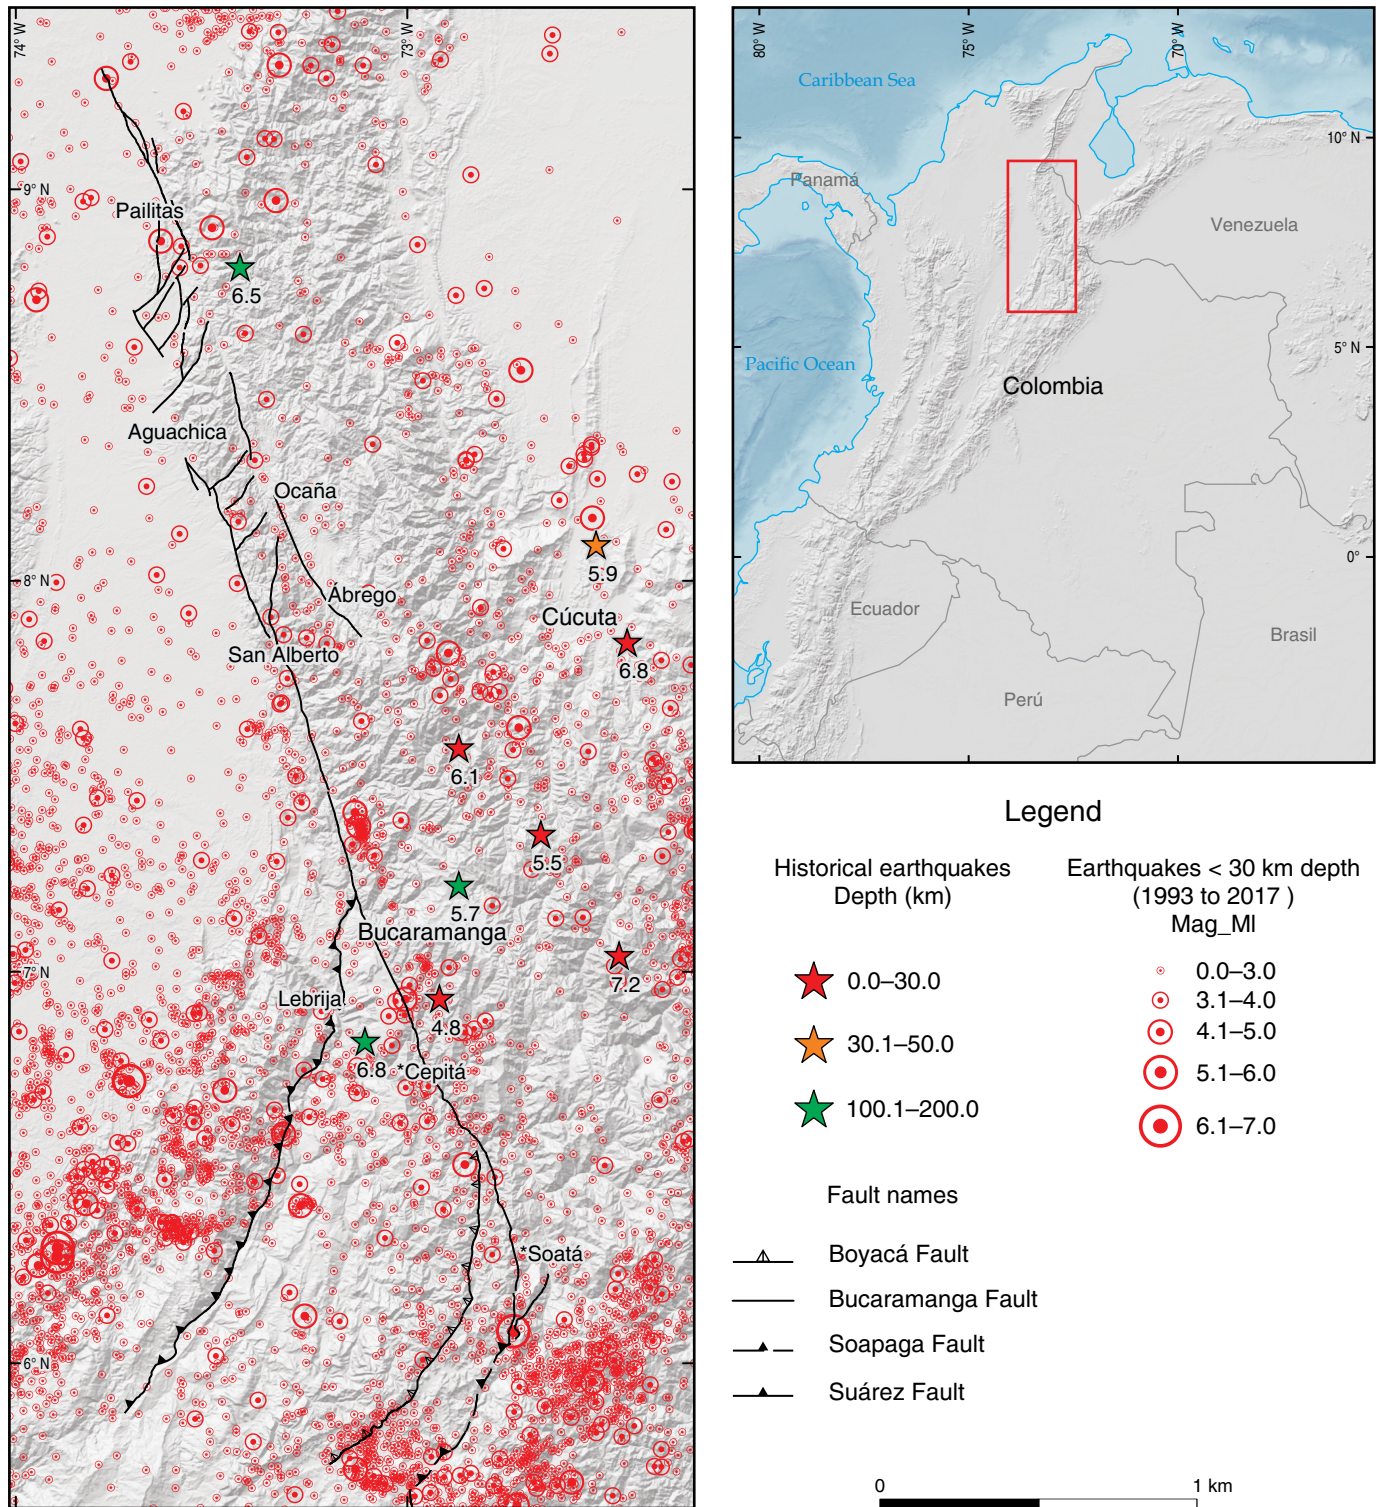 74° W
73° W
9° N
Pailitas
6.5
Aguachica
Ocaña
5.9
8° N
Ábrego
Cúcuta
San Alberto
6.8
6.1
5.5
5.7
Bucaramanga
7.2
7° N
Lebrija
4.8
6.8
*Cepitá
*Soatá
6° N
80° W
75° W
70° W
Caribbean Sea
10° N
Panamá
Venezuela
5° N
Pacific Ocean
Colombia
0°
Ecuador
Brasil
Perú
Legend
Historical earthquakes
Depth (km)
0.0–30.0
30.1–50.0
100.1–200.0
Earthquakes < 30 km depth
(1993 to 2017 )
Mag_Ml
0.0–3.0
3.1–4.0
4.1–5.0
5.1–6.0
6.1–7.0
Fault names
Boyacá Fault
Bucaramanga Fault
Soapaga Fault
Suárez Fault
0 1 km